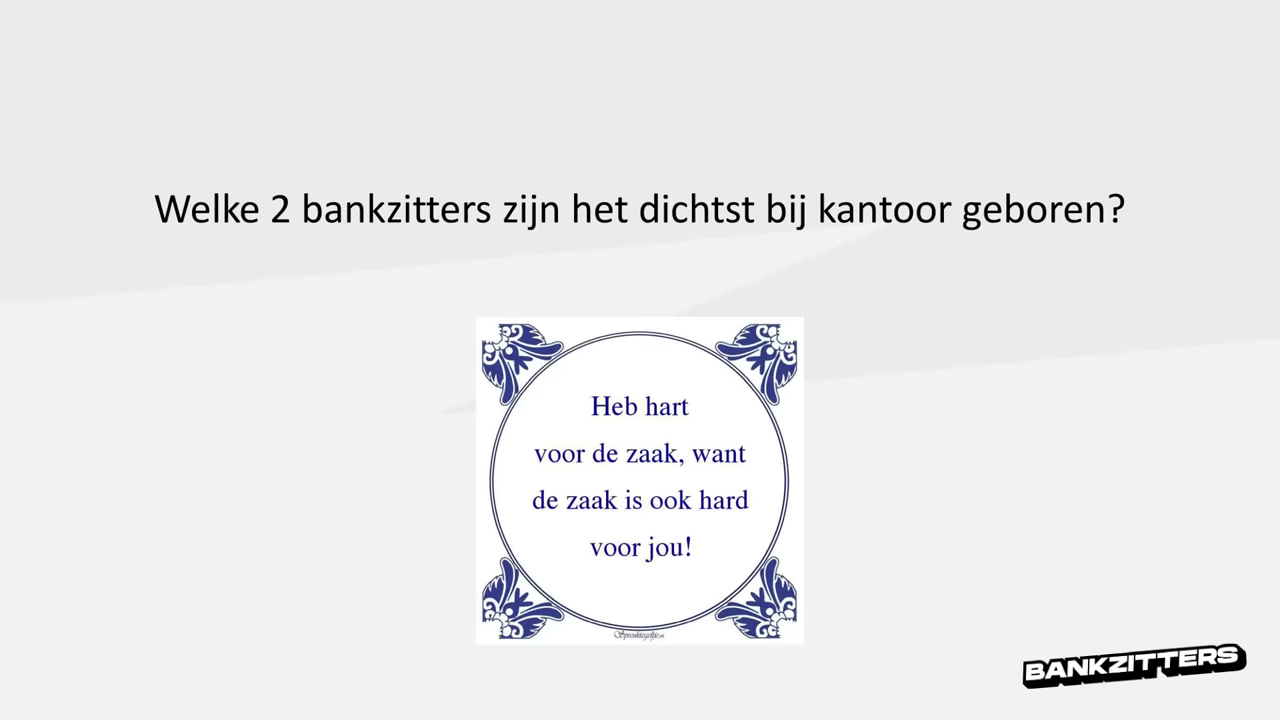 Welke 2 bankzitters zijn het dichtst bij kantoor geboren?
Heb hart
voor de zaak, want
de zaak is ook hard
voor jou!
BANKZITTERS